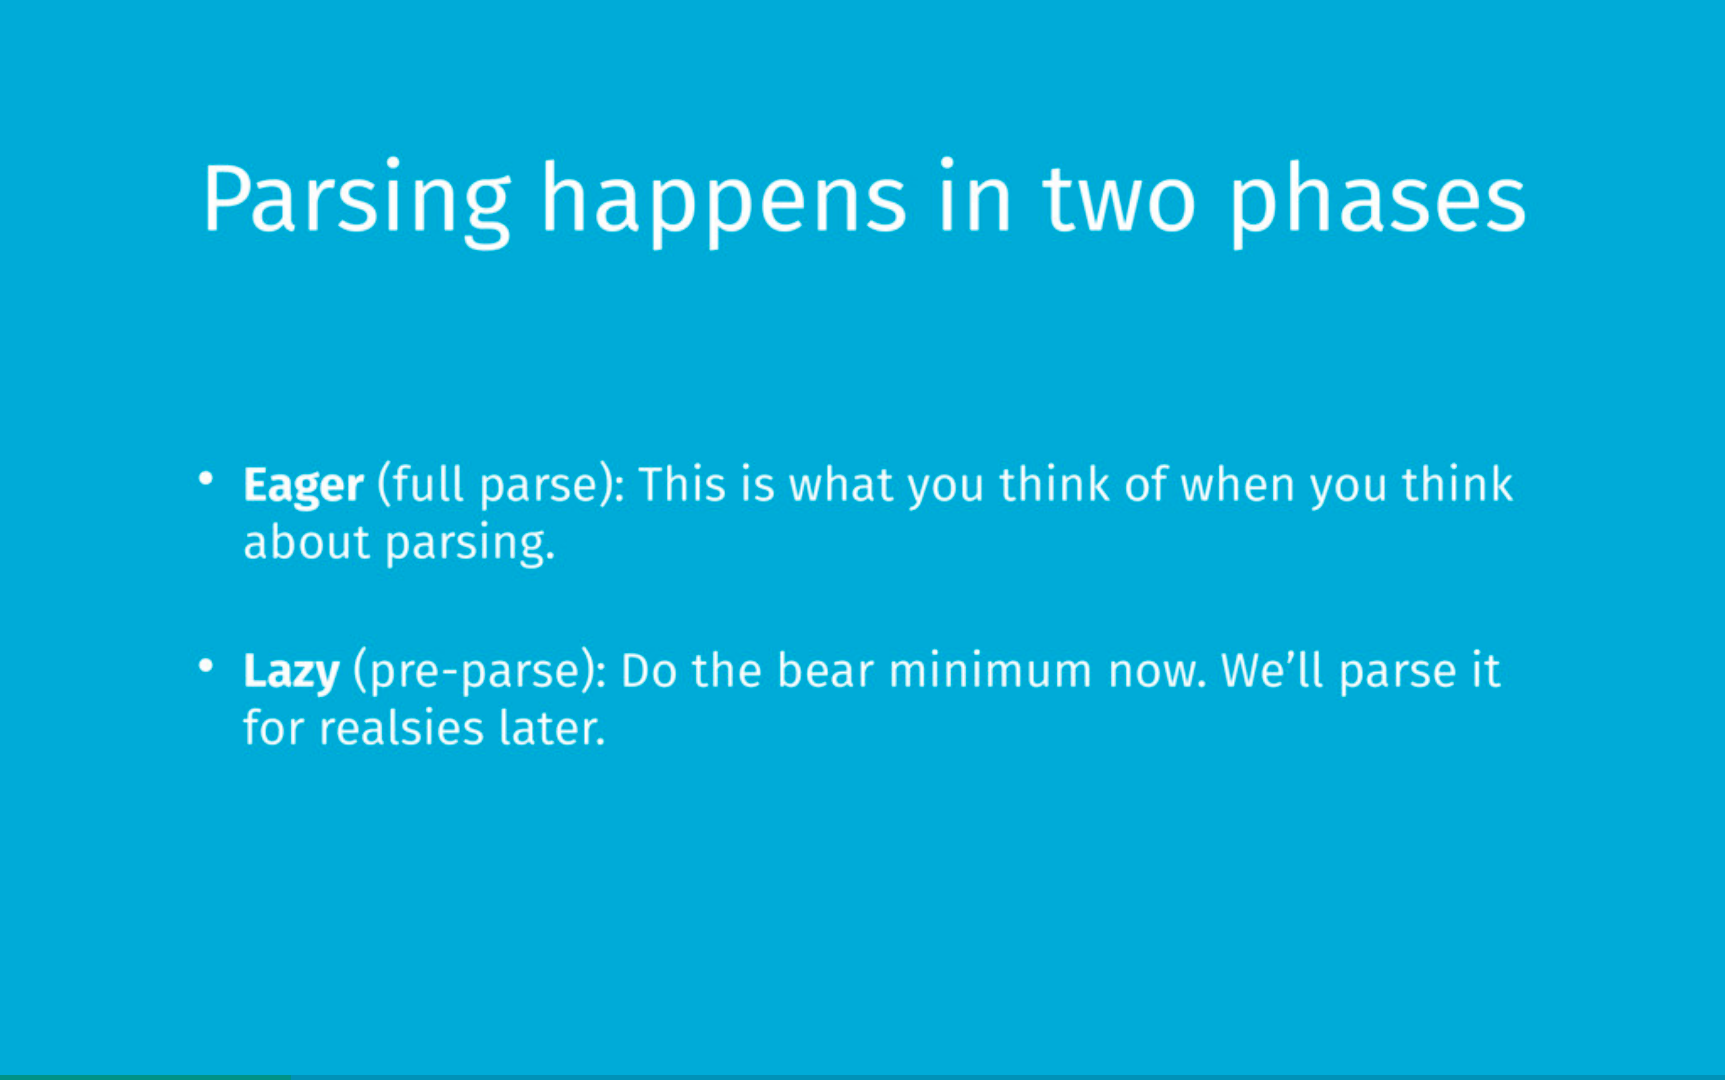 Parsing happens in two phases
• Eager (full parse): This is what you think of when you think
about parsing.
• Lazy (pre-parse): Do the bear minimum now. We’ll parse it
for realsies later.